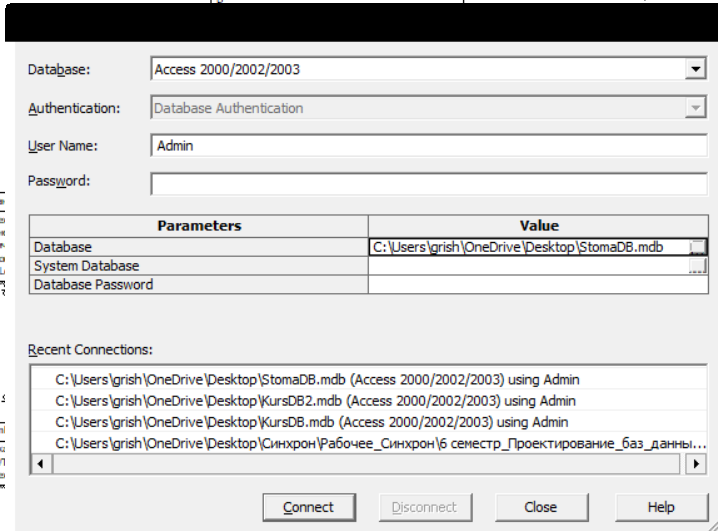 Database: Access 2000/2002/2003
Authentication: Database Authentication
User Name: Admin
Password:
Parameters Value
Database C:\Users\grish\OneDrive\Desktop\StomaDB.mdb ...
System Database ...
Database Password
Recent Connections:
C:\Users\grish\OneDrive\Desktop\StomaDB.mdb (Access 2000/2002/2003) using Admin
C:\Users\grish\OneDrive\Desktop\KursDB2.mdb (Access 2000/2002/2003) using Admin
C:\Users\grish\OneDrive\Desktop\KursDB.mdb (Access 2000/2002/2003) using Admin
C:\Users\grish\OneDrive\Desktop\Синхрон\Рабочее_Синхрон\6 семестр_Проектирование_баз_данны...
Connect Disconnect Close Help